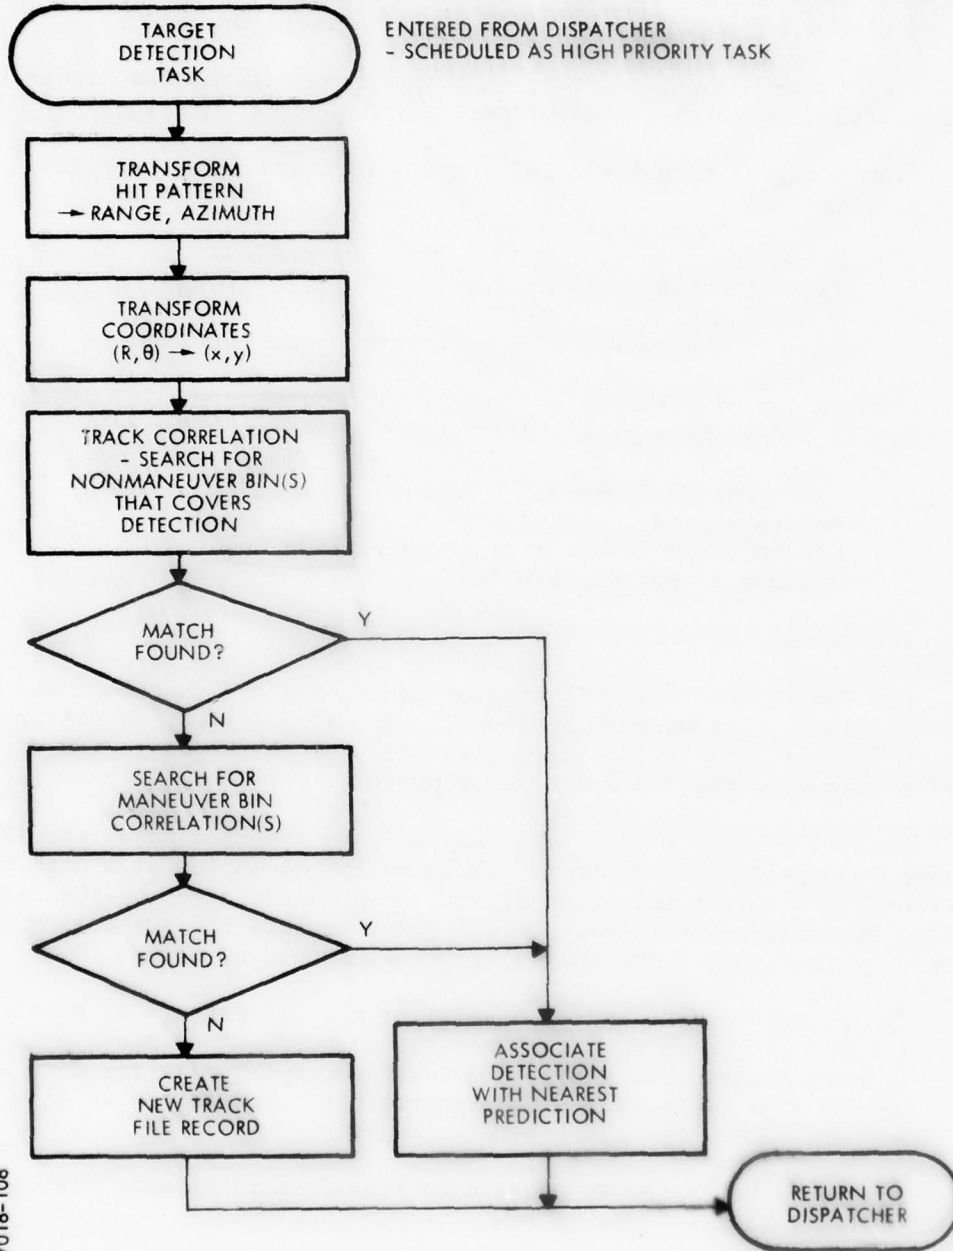 TARGET
DETECTION
TASK
ENTERED FROM DISPATCHER
- SCHEDULED AS HIGH PRIORITY TASK
TRANSFORM
HIT PATTERN
→ RANGE, AZIMUTH
TRANSFORM
COORDINATES
(R,θ) → (x,y)
TRACK CORRELATION
- SEARCH FOR
NONMANEUVER BIN(S)
THAT COVERS
DETECTION
MATCH
FOUND?
Y
N
SEARCH FOR
MANEUVER BIN
CORRELATION(S)
MATCH
FOUND?
Y
N
CREATE
NEW TRACK
FILE RECORD
ASSOCIATE
DETECTION
WITH NEAREST
PREDICTION
RETURN TO
DISPATCHER